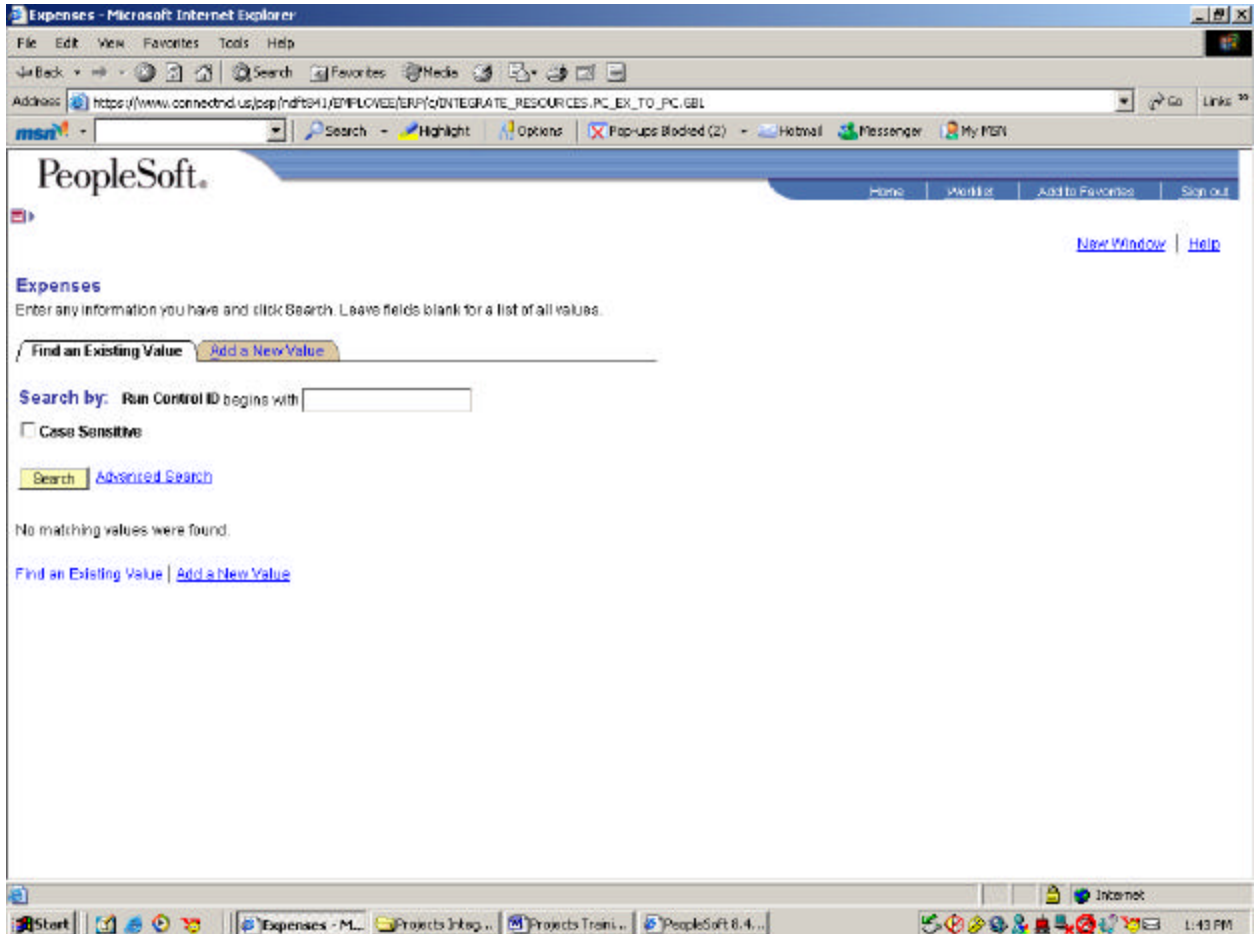 Expenses - Microsoft Internet Explorer
File Edit View Favorites Tools Help
Back Search Favorites Media
Address https://www.connectnd.us/psp/ndft841/EMPLOYEE/ERP/c/INTEGRATE_RESOURCES.PC_EX_TO_PC.GBL Go Links »
msn Search Highlight Options Pop-ups Blocked (2) Hotmail Messenger My MSN
PeopleSoft.
Home Worklist Add to Favorites Sign out
New Window | Help
Expenses
Enter any information you have and click Search. Leave fields blank for a list of all values.
Find an Existing Value Add a New Value
Search by: Run Control ID begins with
Case Sensitive
Search Advanced Search
No matching values were found.
Find an Existing Value | Add a New Value
Internet
Start Expenses - M... Projects Integ... Projects Traini... PeopleSoft 8.4... 1:43 PM